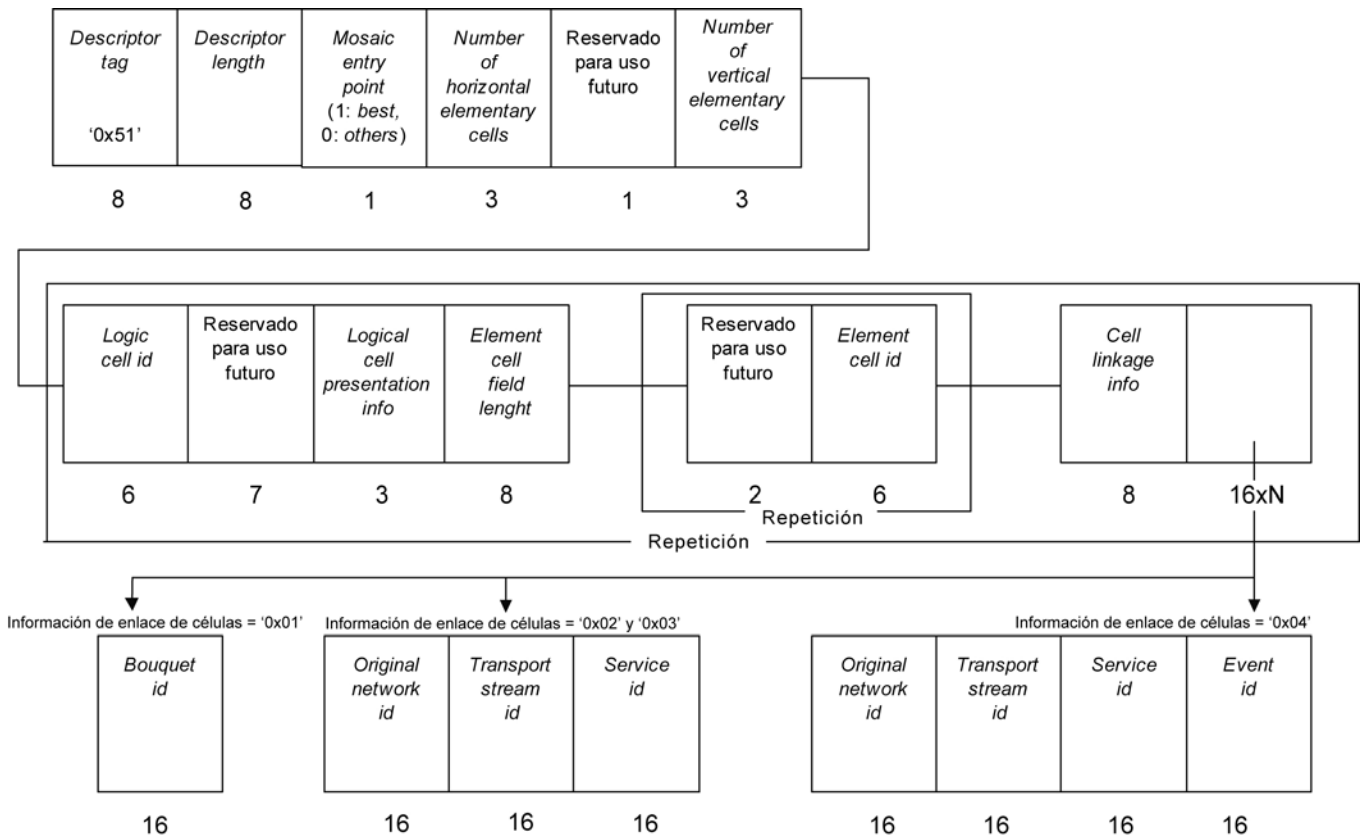 Descriptor
tag
'0x51'
Descriptor
length
Mosaic
entry
point
(1: best,
0: others)
Number
of
horizontal
elementary
cells
Reservado
para uso
futuro
Number
of
vertical
elementary
cells
8
8
1
3
1
3
Logic
cell id
Reservado
para uso
futuro
Logical
cell
presentation
info
Element
cell
field
lenght
Reservado
para uso
futuro
Element
cell id
Cell
linkage
info
6
7
3
8
2
6
8
16xN
Repetición
Repetición
Información de enlace de células = '0x01'
Información de enlace de células = '0x02' y '0x03'
Información de enlace de células = '0x04'
Bouquet
id
Original
network
id
Transport
stream
id
Service
id
Original
network
id
Transport
stream
id
Service
id
Event
id
16
16
16
16
16
16
16
16